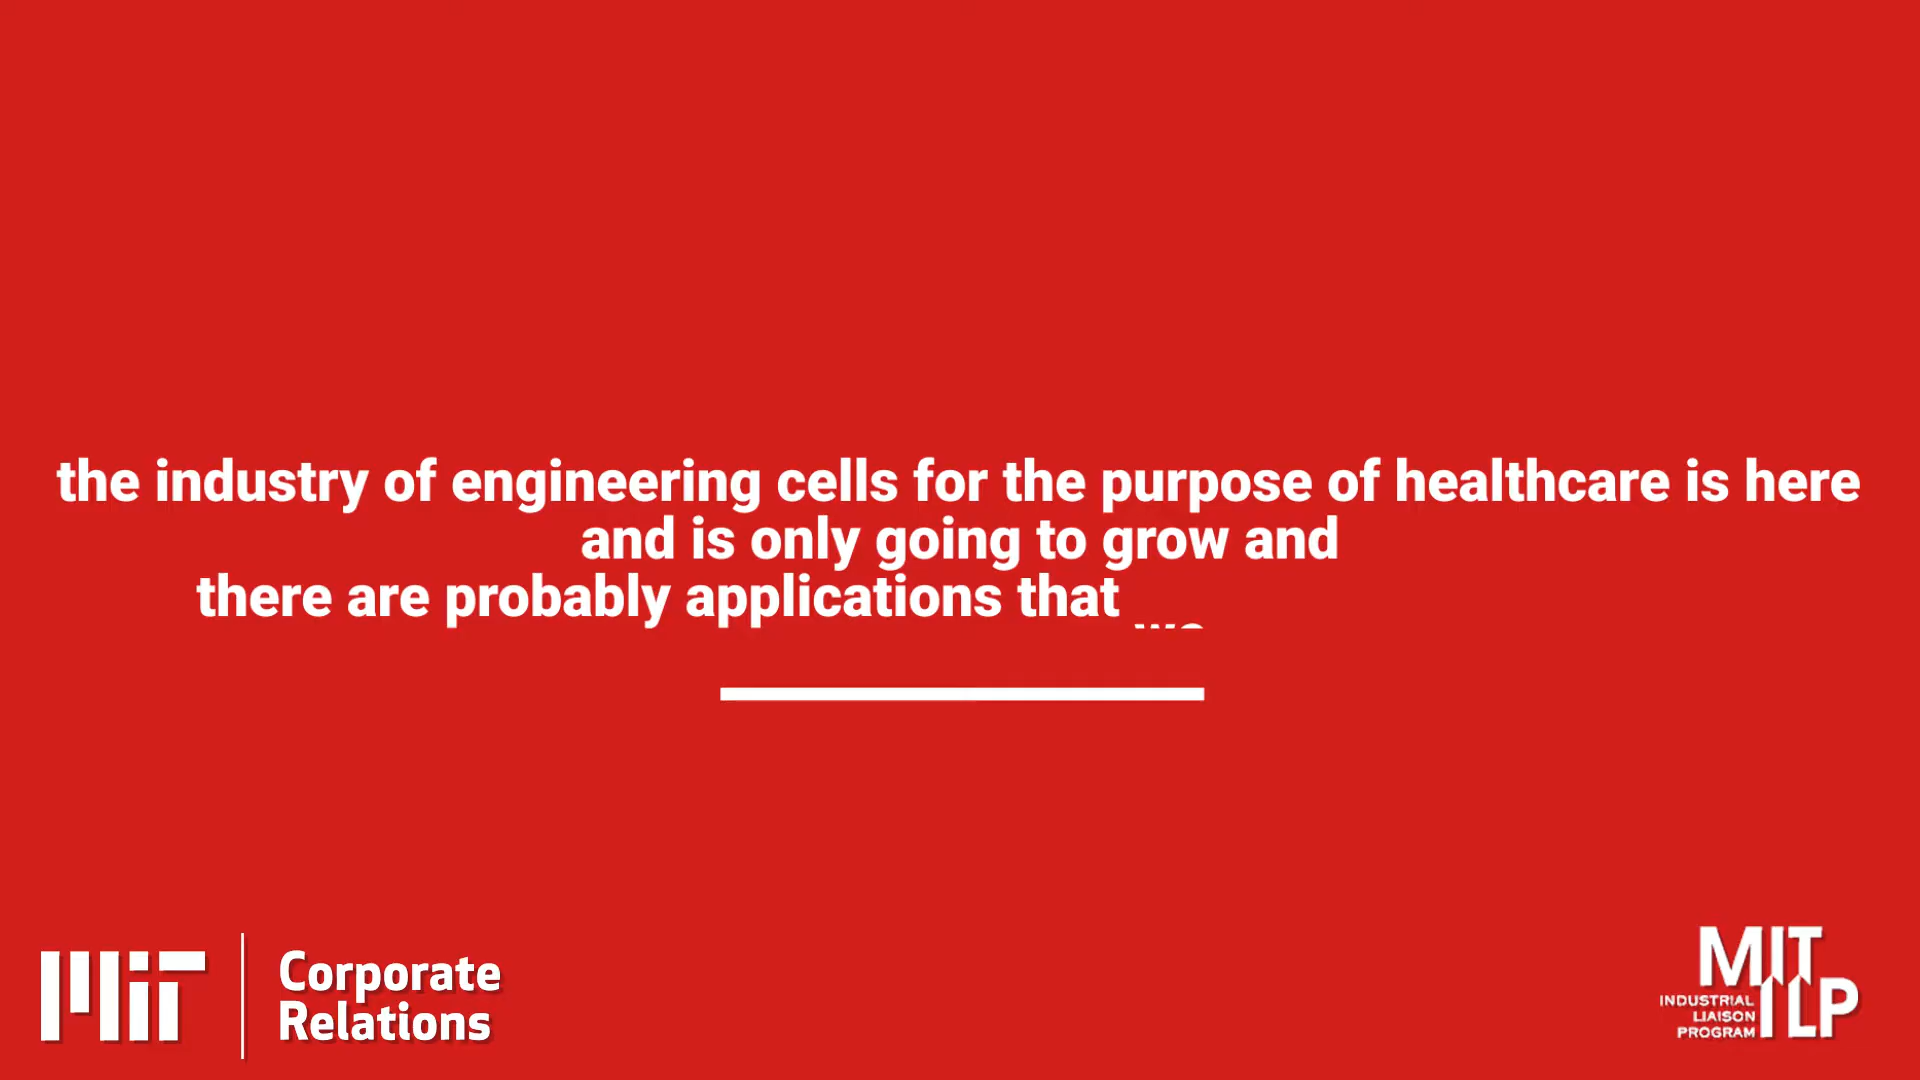 the industry of engineering cells for the purpose of healthcare is here
and is only going to grow and
there are probably applications that
MIT
Corporate
Relations
MIT
ILP
INDUSTRIAL
LIAISON
PROGRAM